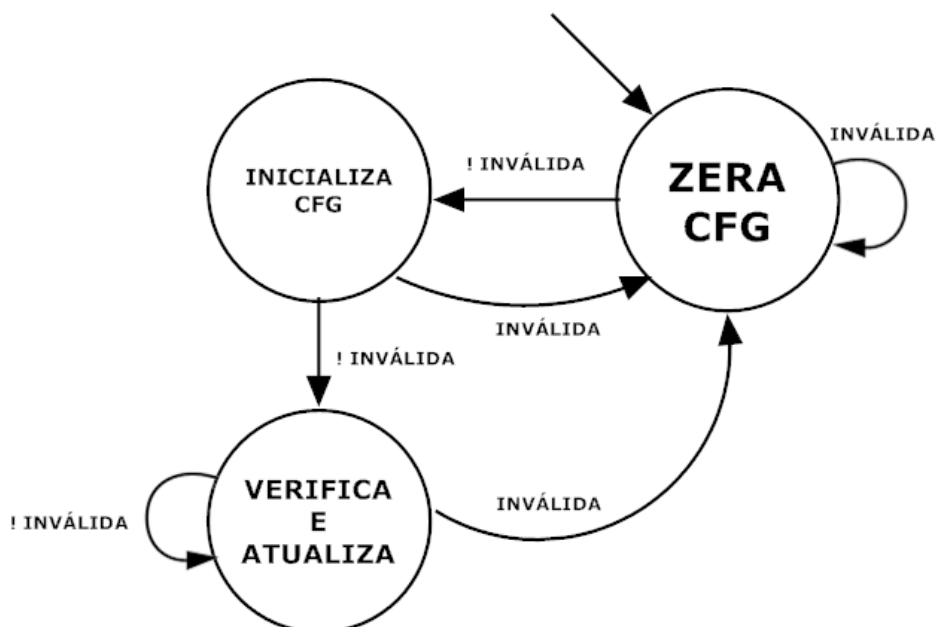 INVÁLIDA
! INVÁLIDA
ZERA
CFG
INICIALIZA
CFG
INVÁLIDA
! INVÁLIDA
VERIFICA
E
ATUALIZA
INVÁLIDA
! INVÁLIDA